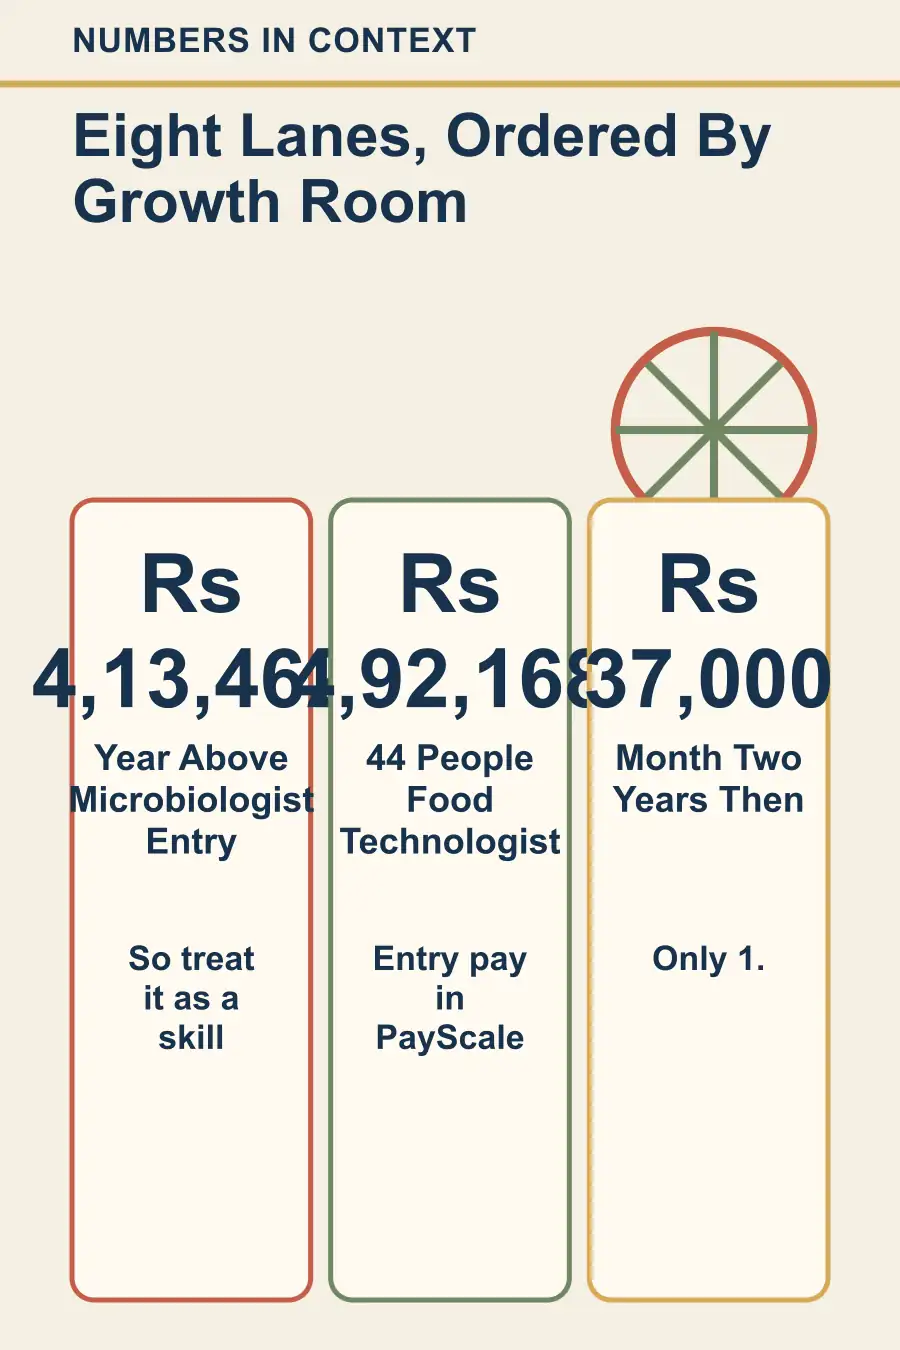 NUMBERS IN CONTEXT
Eight Lanes, Ordered By
Growth Room
Rs
4,13,46
Year Above
Microbiologist
Entry
So treat
it as a
skill
Rs
4,92,168
44 People
Food
Technologist
Entry pay
in
PayScale
Rs
37,000
Month Two
Years Then
Only 1.